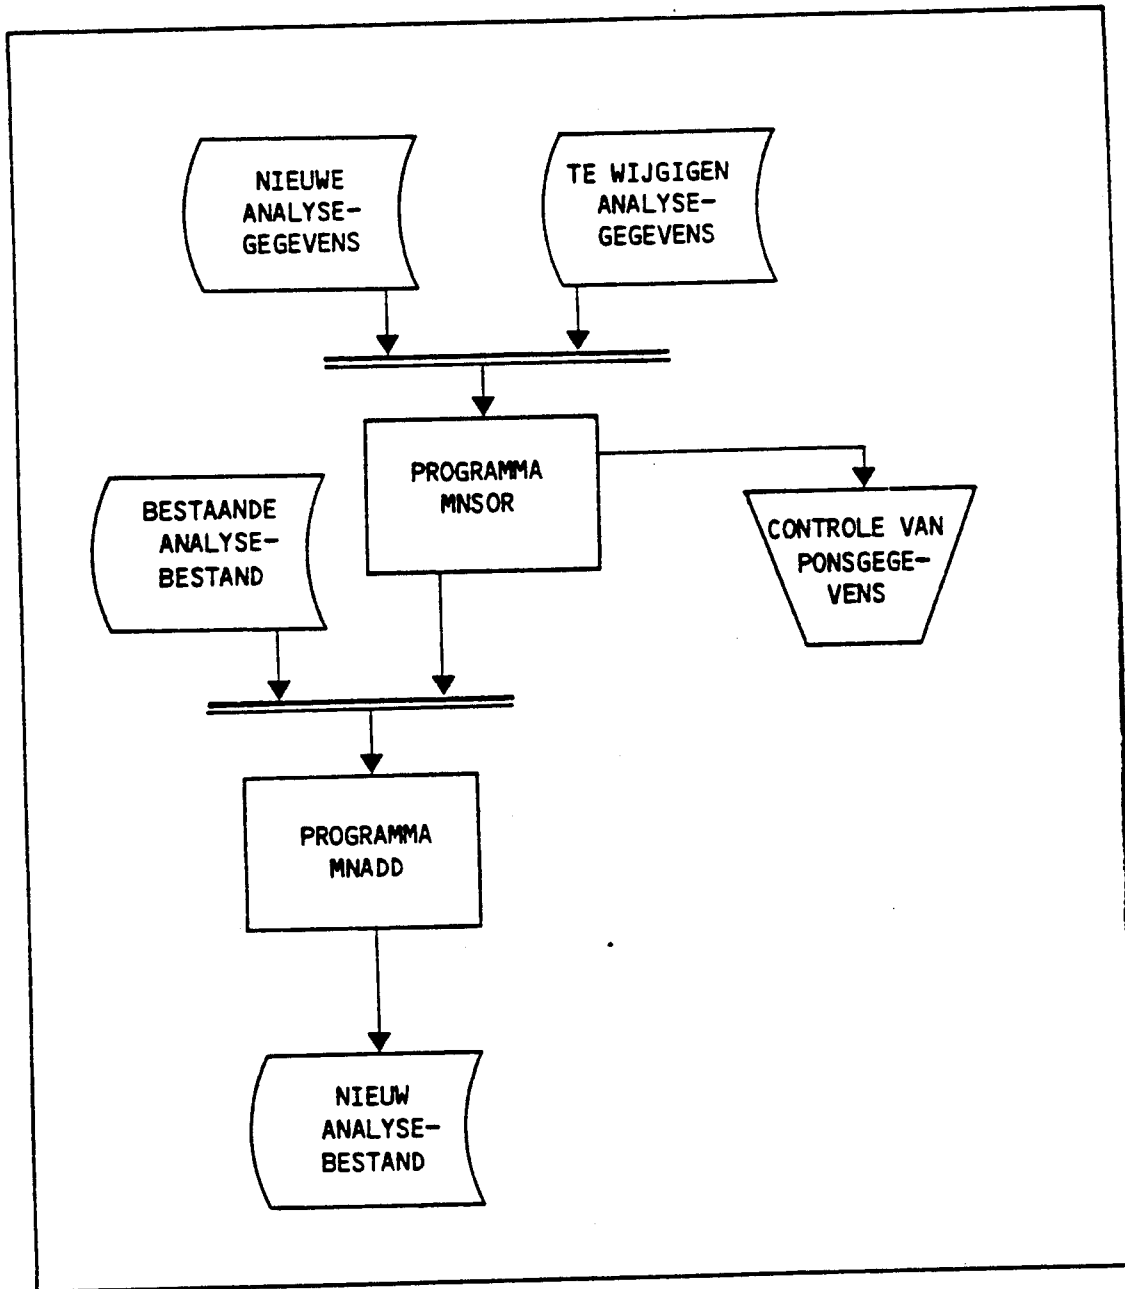 NIEUWE
ANALYSE-
GEGEVENS
TE WIJGIGEN
ANALYSE-
GEGEVENS
PROGRAMMA
MNSOR
BESTAANDE
ANALYSE-
BESTAND
CONTROLE VAN
PONSGEGE-
VENS
PROGRAMMA
MNADD
NIEUW
ANALYSE-
BESTAND